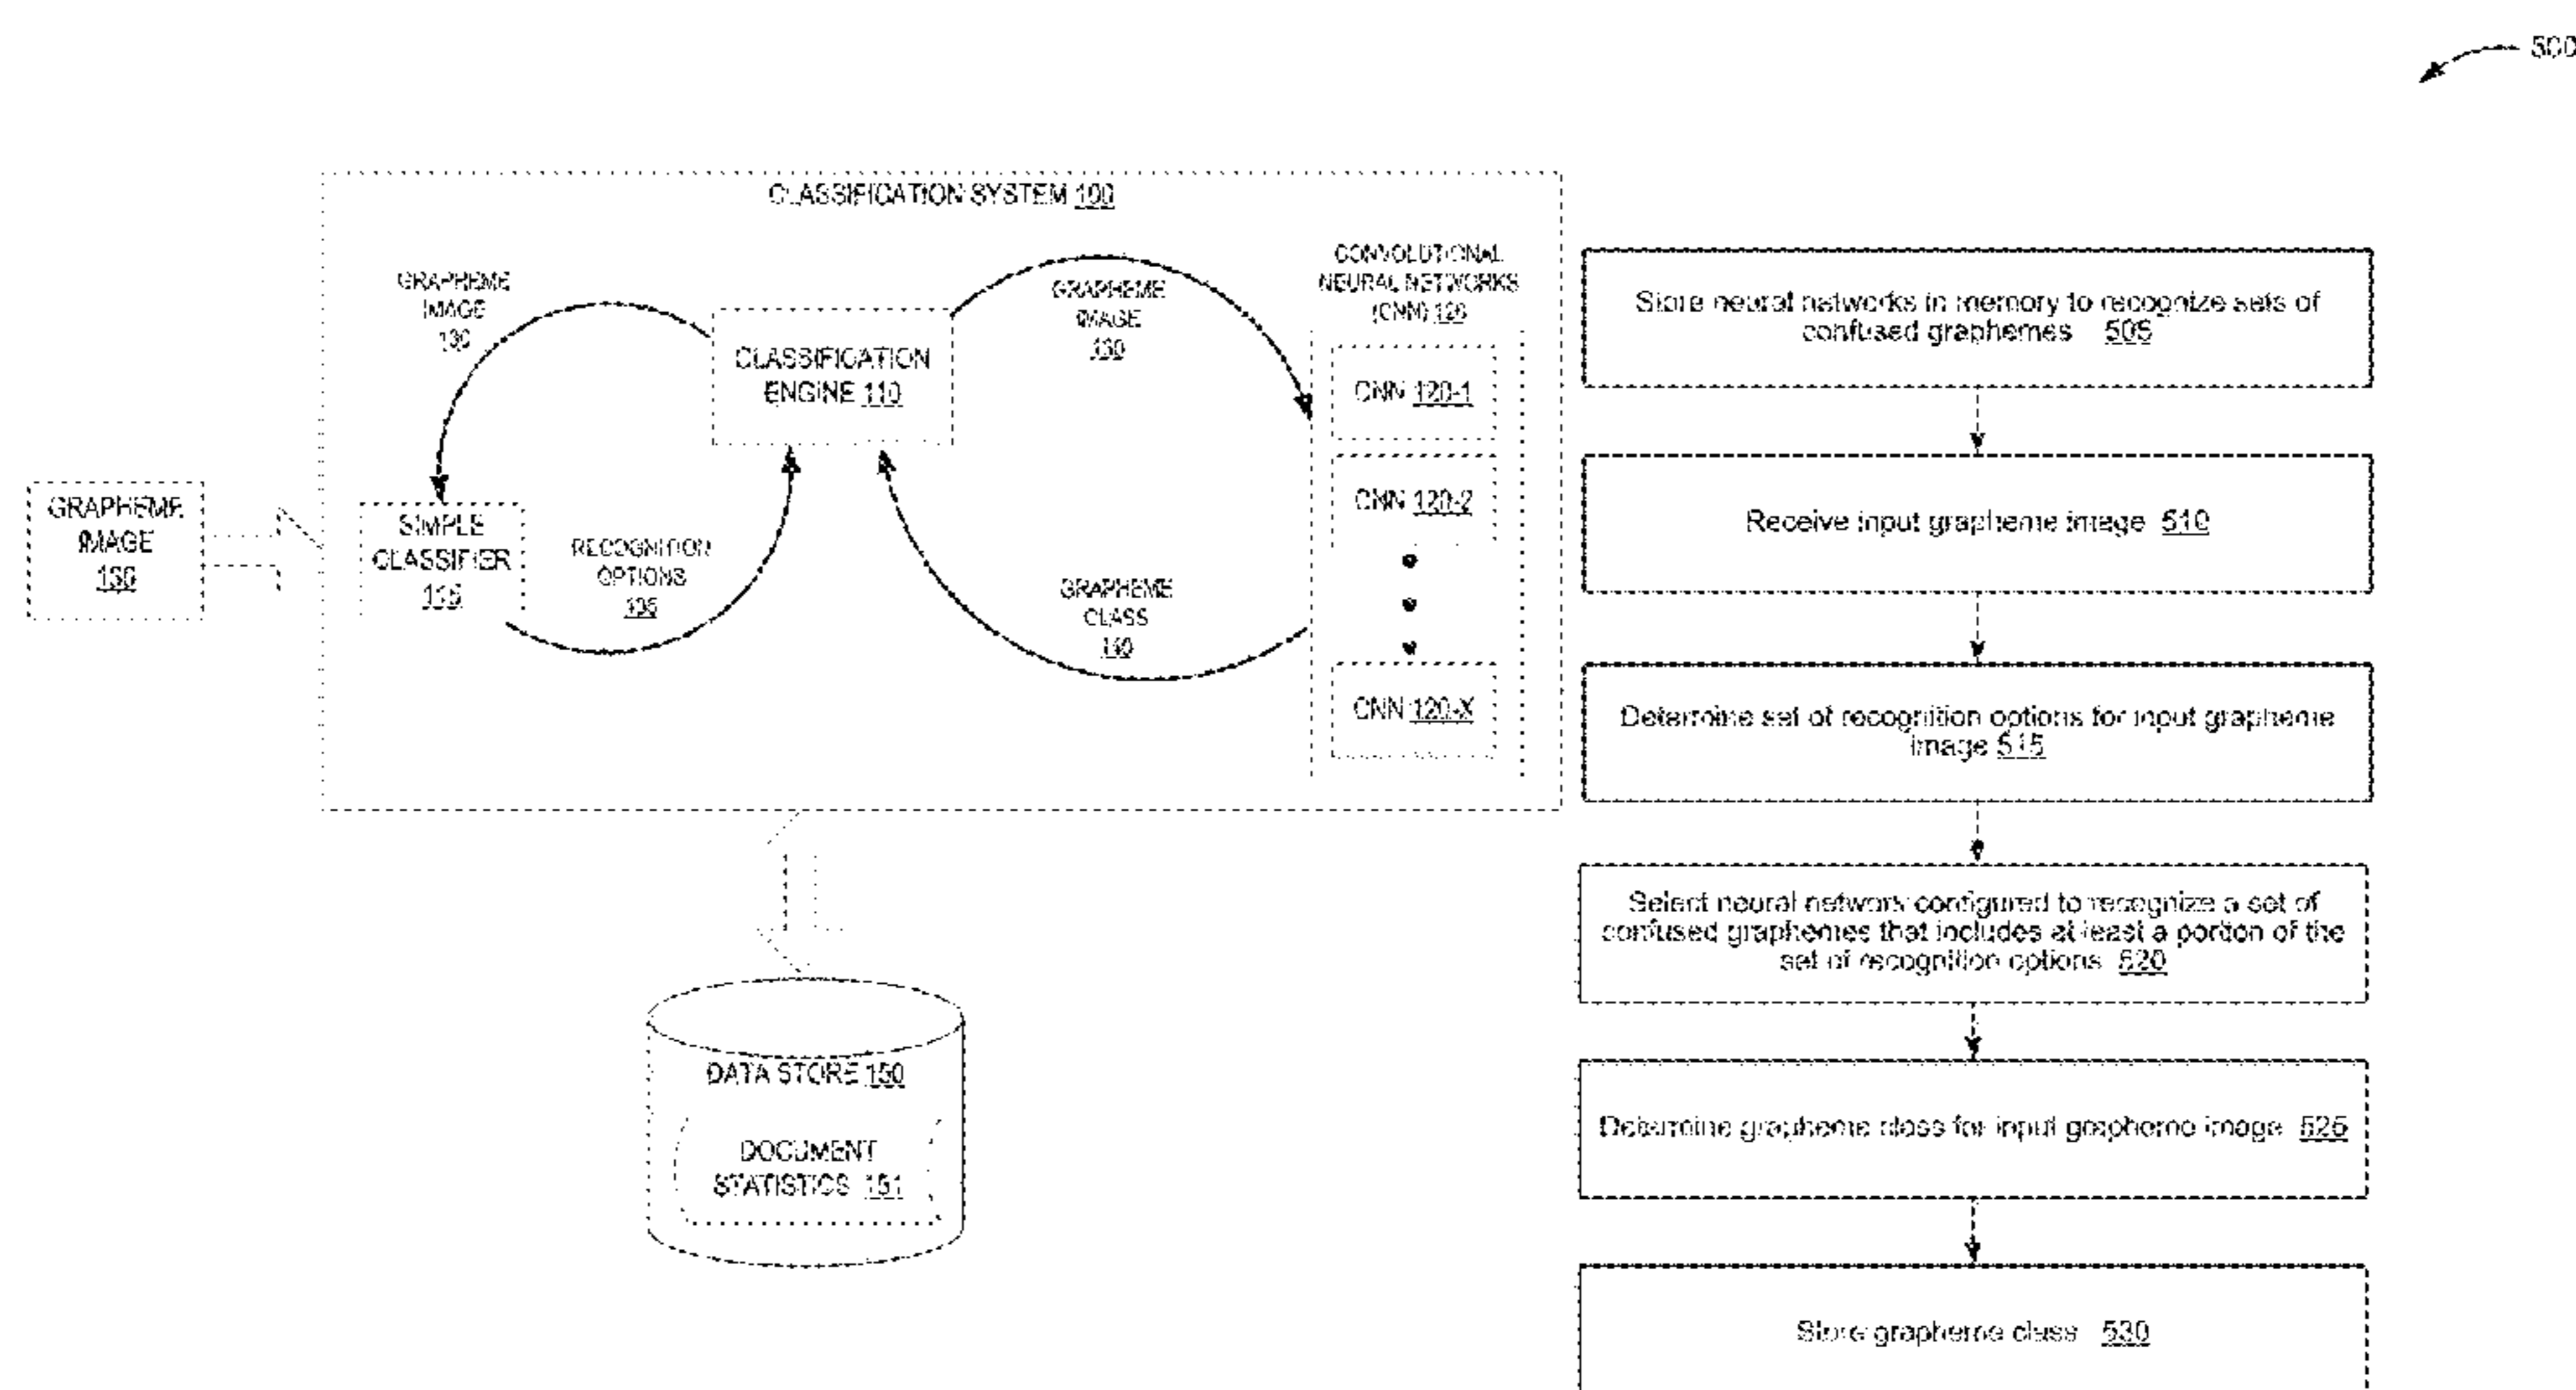 500
CLASSIFICATION SYSTEM 100
GRAPHEME
IMAGE
130
GRAPHEME
IMAGE
130
CLASSIFICATION
ENGINE 110
GRAPHEME
IMAGE
130
CONVOLUTIONAL
NEURAL NETWORKS
(CNN) 120
CNN 120-1
CNN 120-2
CNN 120-X
SIMPLE
CLASSIFIER
115
RECOGNITION
OPTIONS
135
GRAPHEME
CLASS
140
DATA STORE 150
DOCUMENT
STATISTICS 151
Store neural networks in memory to recognize sets of
confused graphemes 505
Receive input grapheme image 510
Determine set of recognition options for input grapheme
image 515
Select neural network configured to recognize a set of
confused graphemes that includes at least a portion of the
set of recognition options 520
Determine grapheme class for input grapheme image 525
Store grapheme class 530